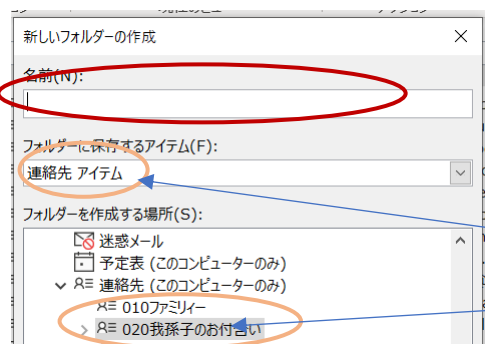 新しいフォルダーの作成
名前(N):
フォルダーに保存するアイテム(F):
連絡先 アイテム
フォルダーを作成する場所(S):
迷惑メール
予定表 (このコンピューターのみ)
連絡先 (このコンピューターのみ)
010ファミリィー
020我孫子のお付合い